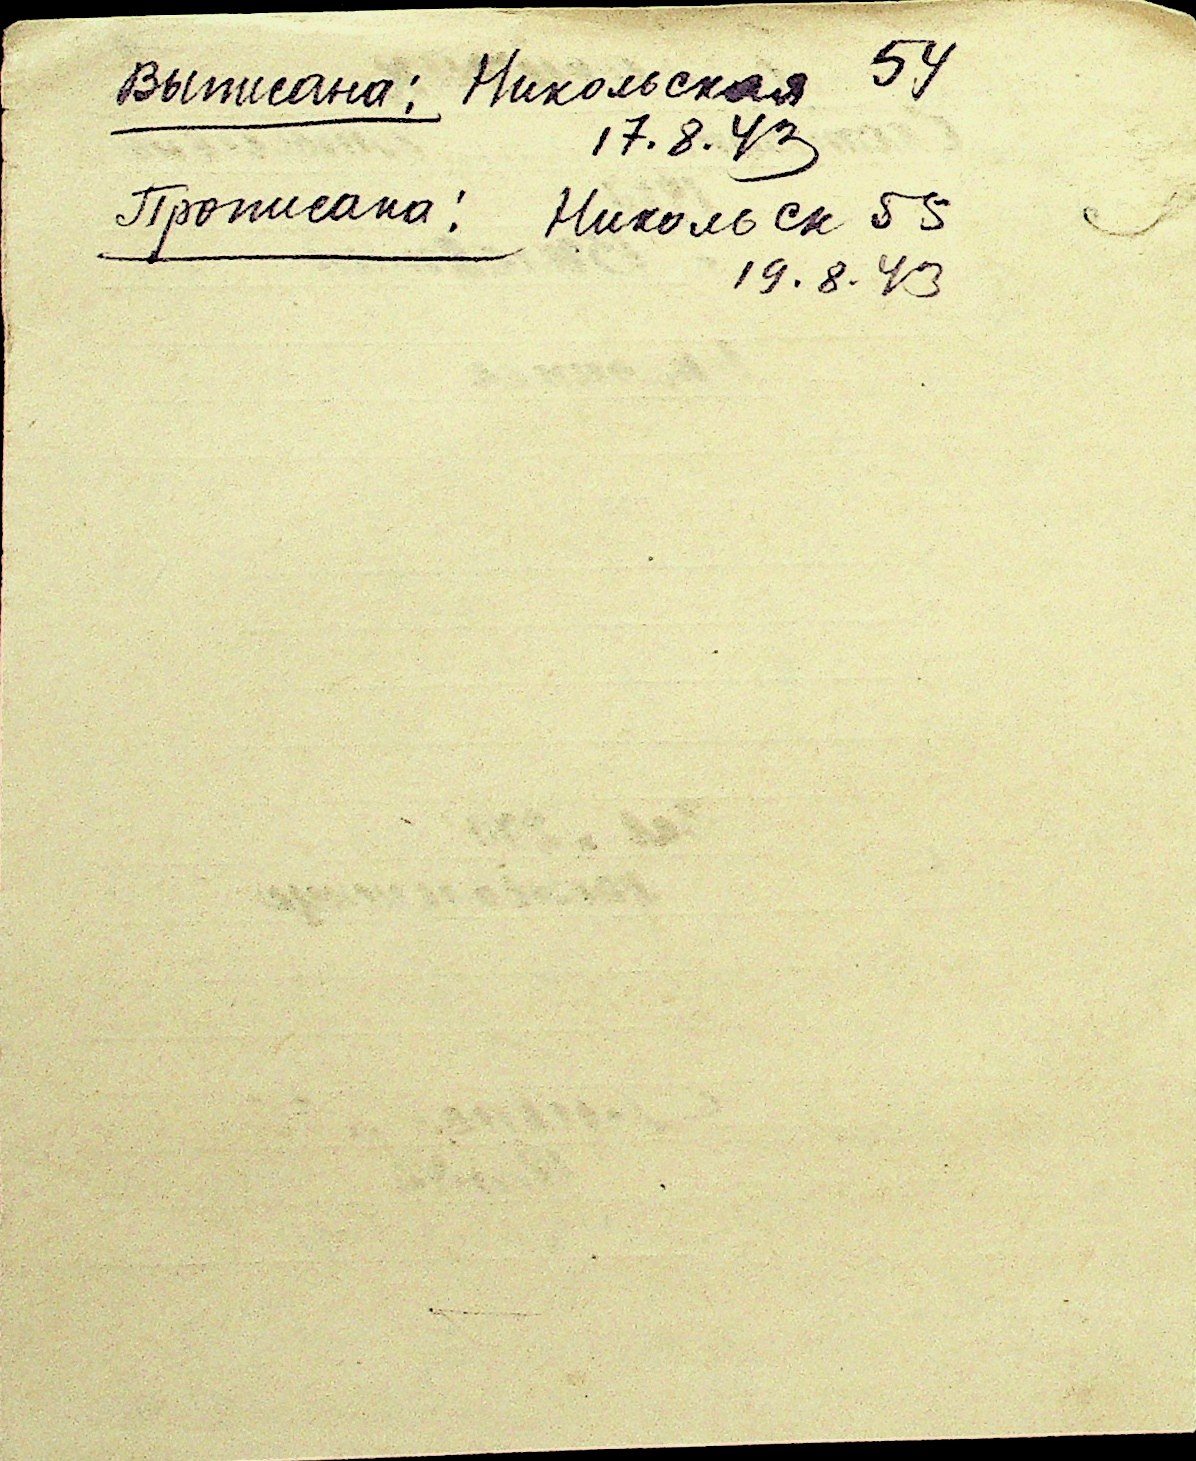 Выписана: Никольская 54
17.8.43
Прописана: Никольск 55
19.8.43